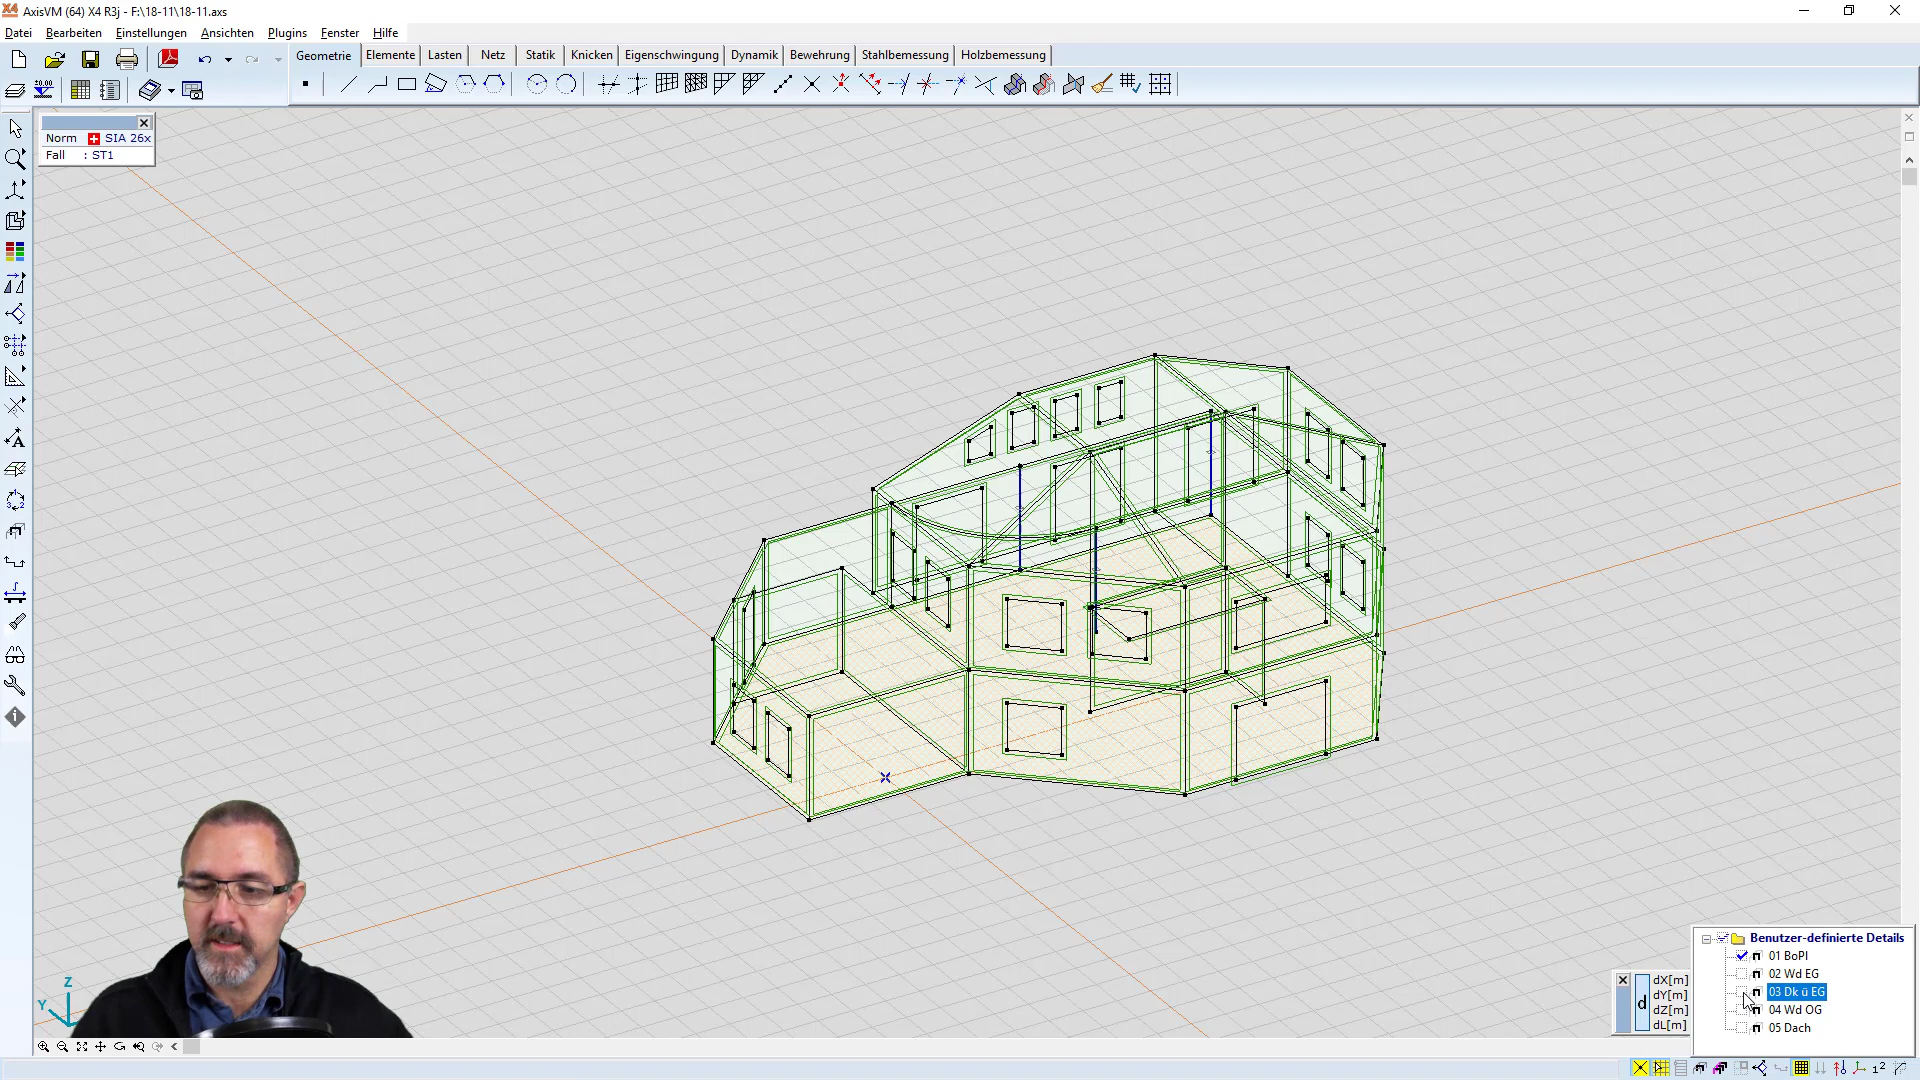 AxisVM (64) X4 R3j - F:\18-11\18-11.axs
Datei Bearbeiten Einstellungen Ansichten Plugins Fenster Hilfe
Geometrie Elemente Lasten Netz Statik Knicken Eigenschwingung Dynamik Bewehrung Stahlbemessung Holzbemessung
Norm SIA 26x
Fall : ST1
Benutzer-definierte Details
01 BoPl
02 Wd EG
03 Dk ü EG
04 Wd OG
05 Dach
d
dX[m]
dY[m]
dZ[m]
dL[m]
Z
Y